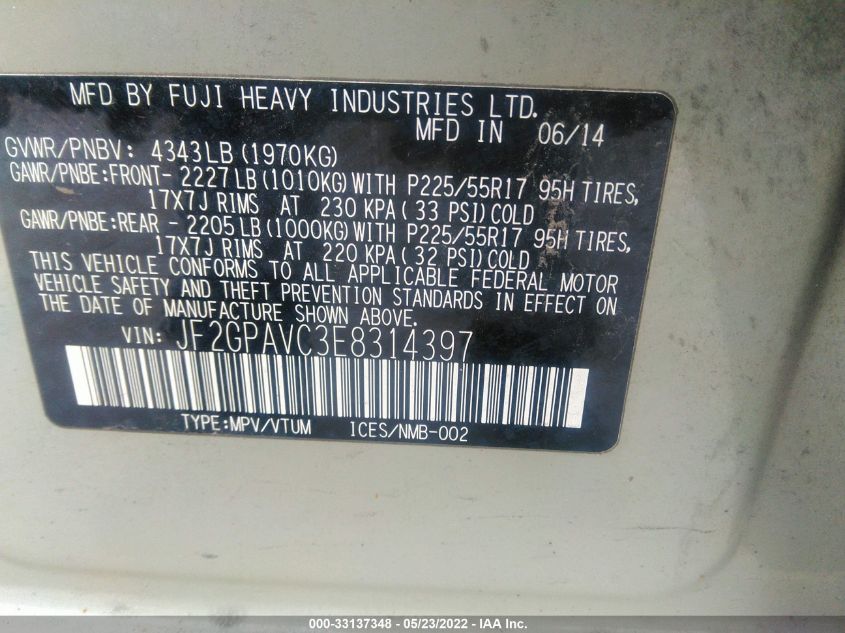 MFD BY FUJI HEAVY INDUSTRIES LTD.
MFD IN 06/14
GVWR/PNBV: 4343LB (1970KG)
GAWR/PNBE:FRONT- 2227LB (1010KG) WITH P225/55R17 95H TIRES,
17X7J RIMS AT 230 KPA (33 PSI) COLD
GAWR/PNBE:REAR - 2205LB (1000KG) WITH P225/55R17 95H TIRES,
17X7J RIMS AT 220 KPA (32 PSI) COLD
THIS VEHICLE CONFORMS TO ALL APPLICABLE FEDERAL MOTOR
VEHICLE SAFETY AND THEFT PREVENTION STANDARDS IN EFFECT ON
THE DATE OF MANUFACTURE SHOWN ABOVE.
VIN: JF2GPAVC3E8314397
TYPE:MPV/VTUM ICES/NMB-002
000-33137348 - 05/23/2022 - IAA Inc.